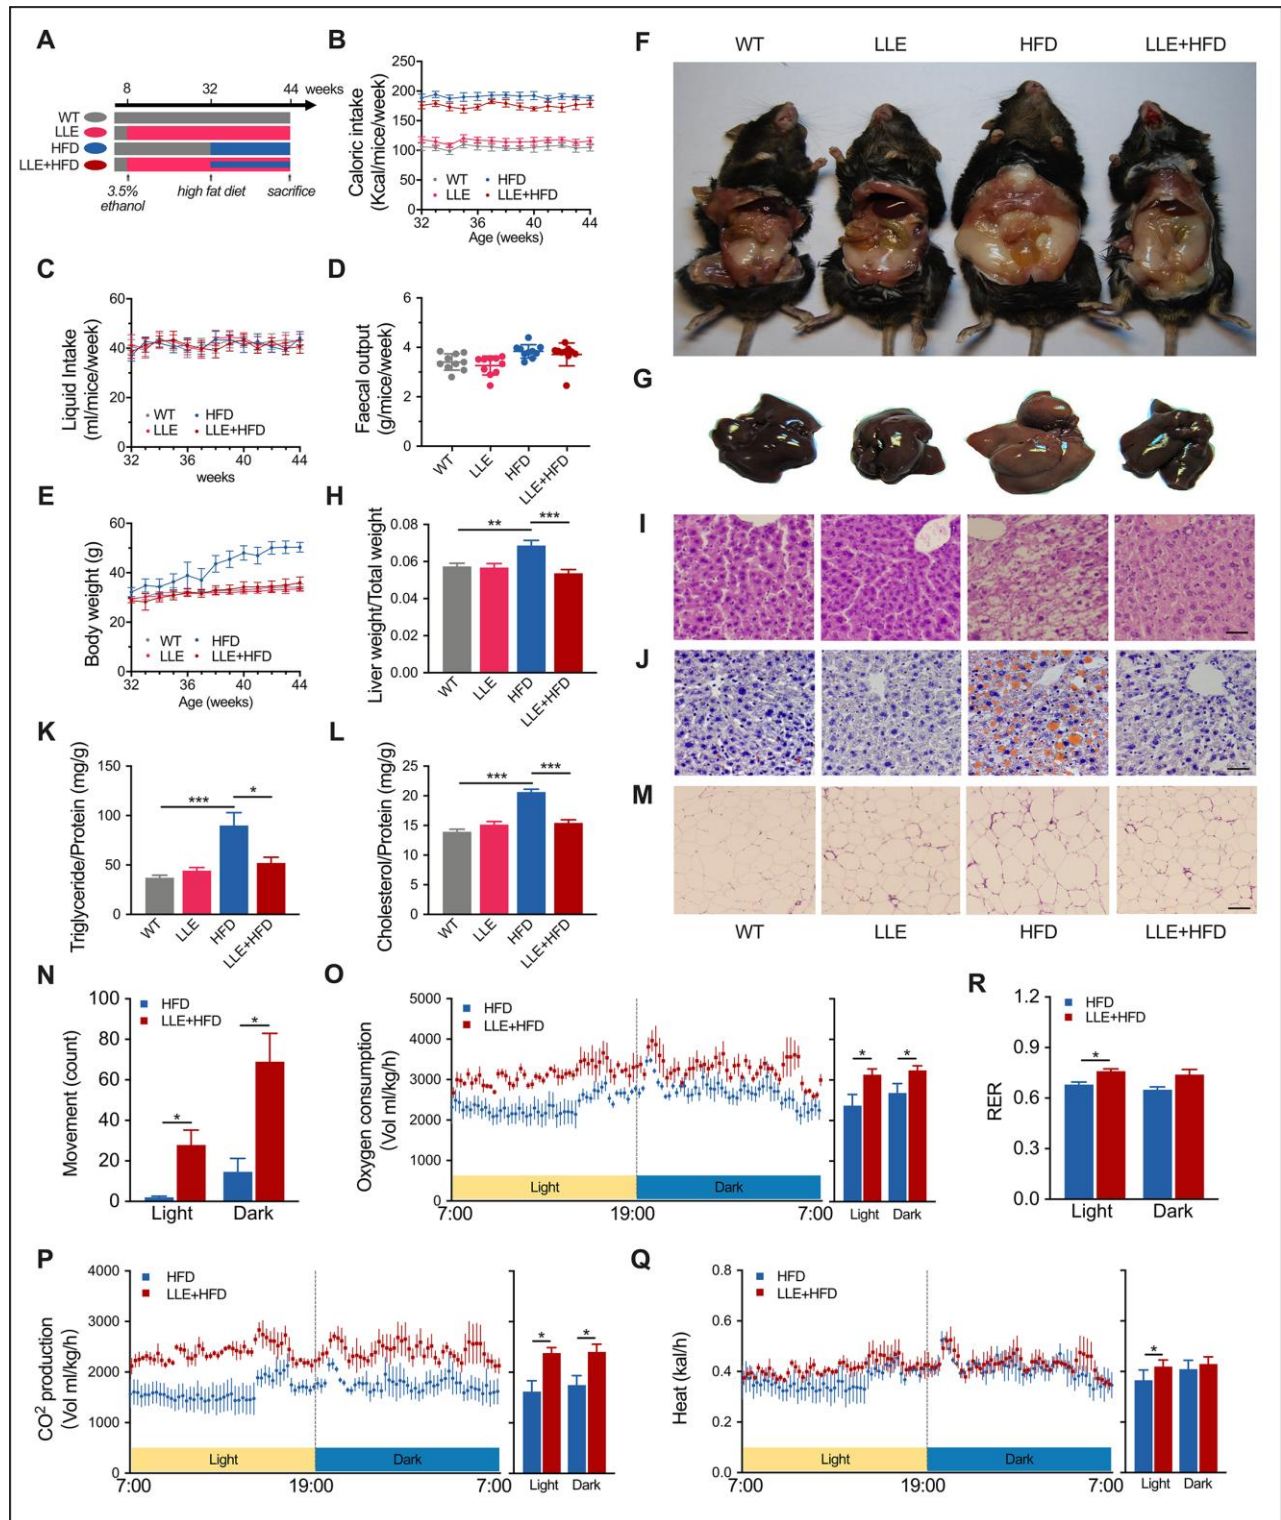 A
8
32
44
weeks
WT
LLE
HFD
LLE+HFD
3.5%
ethanol
high fat diet
sacrifice
B
Caloric intake
(Kcal/mice/week)
250
200
150
100
50
0
WT
HFD
LLE
LLE+HFD
32
36
40
44
Age (weeks)
C
Liquid Intake
(ml/mice/week)
60
40
20
0
WT
HFD
LLE
LLE+HFD
32
36
40
44
weeks
D
Faecal output
(g/mice/week)
6
4
2
0
WT
LLE
HFD
LLE+HFD
E
Body weight (g)
60
40
20
0
WT
HFD
LLE
LLE+HFD
32
36
40
44
Age (weeks)
F
WT
LLE
HFD
LLE+HFD
G
H
Liver weight/Total weight
0.08
0.06
0.04
0.02
0.00
**
***
WT
LLE
HFD
LLE+HFD
I
J
K
Triglyceride/Protein (mg/g)
150
100
50
0
***
*
WT
LLE
HFD
LLE+HFD
L
Cholesterol/Protein (mg/g)
25
20
15
10
5
0
***
***
WT
LLE
HFD
LLE+HFD
M
WT
LLE
HFD
LLE+HFD
N
Movement (count)
100
80
60
40
20
0
HFD
LLE+HFD
*
*
Light
Dark
O
Oxygen consumption
(Vol ml/kg/h)
5000
4000
3000
2000
1000
0
HFD
LLE+HFD
Light
Dark
7:00
19:00
7:00
*
*
Light
Dark
R
RER
1.2
0.9
0.6
0.3
0.0
HFD
LLE+HFD
*
Light
Dark
P
CO² production
(Vol ml/kg/h)
4000
3000
2000
1000
0
HFD
LLE+HFD
Light
Dark
7:00
19:00
7:00
*
*
Light
Dark
Q
Heat (kal/h)
0.8
0.6
0.4
0.2
0.0
HFD
LLE+HFD
Light
Dark
7:00
19:00
7:00
*
Light
Dark